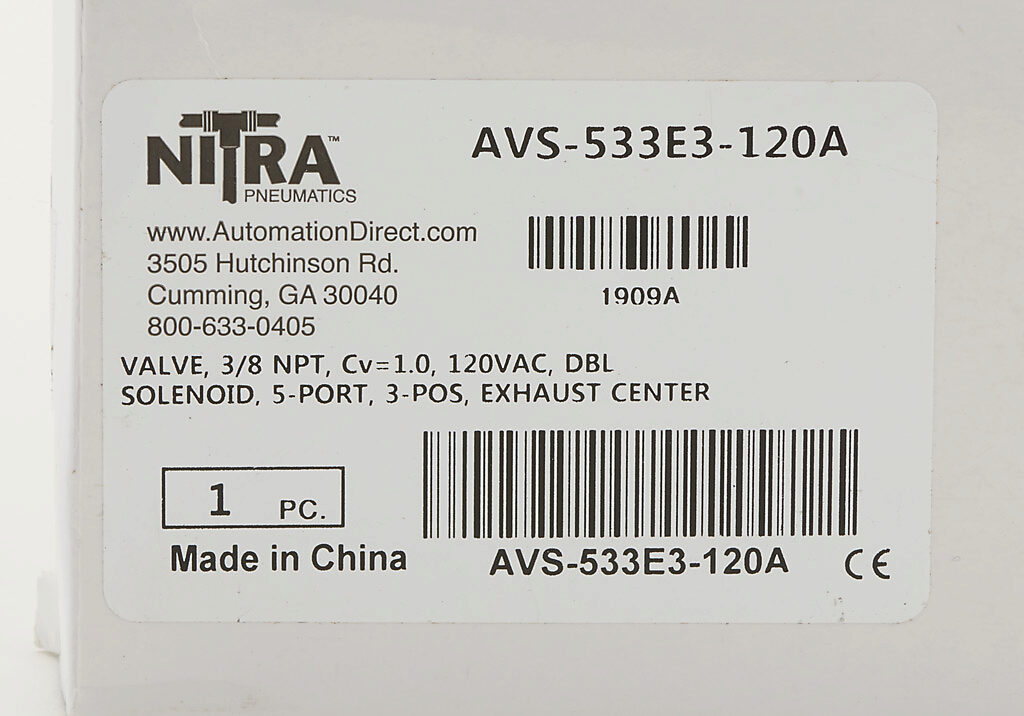 NITRA™
PNEUMATICS
AVS-533E3-120A
www.AutomationDirect.com
3505 Hutchinson Rd.
Cumming, GA 30040
800-633-0405
1909A
VALVE, 3/8 NPT, Cv=1.0, 120VAC, DBL
SOLENOID, 5-PORT, 3-POS, EXHAUST CENTER
1 PC.
Made in China
AVS-533E3-120A
CE